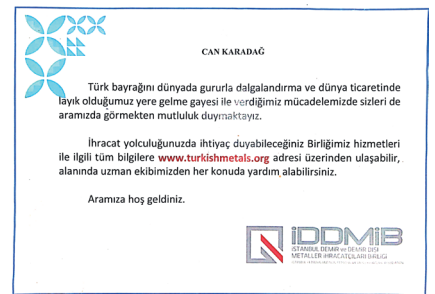 CAN KARADAĞ
Türk bayrağını dünyada gururla dalgalandırma ve dünya ticaretinde
layık olduğumuz yere gelme gayesi ile verdiğimiz mücadelemizde sizleri de
aramızda görmekten mutluluk duymaktayız.
İhracat yolculuğunuzda ihtiyaç duyabileceğiniz Birliğimiz hizmetleri
ile ilgili tüm bilgilere www.turkishmetals.org adresi üzerinden ulaşabilir,
alanında uzman ekibimizden her konuda yardım alabilirsiniz.
Aramıza hoş geldiniz.
İDDMİB
İSTANBUL DEMİR ve DEMİR DIŞI
METALLER İHRACATÇILARI BİRLİĞİ